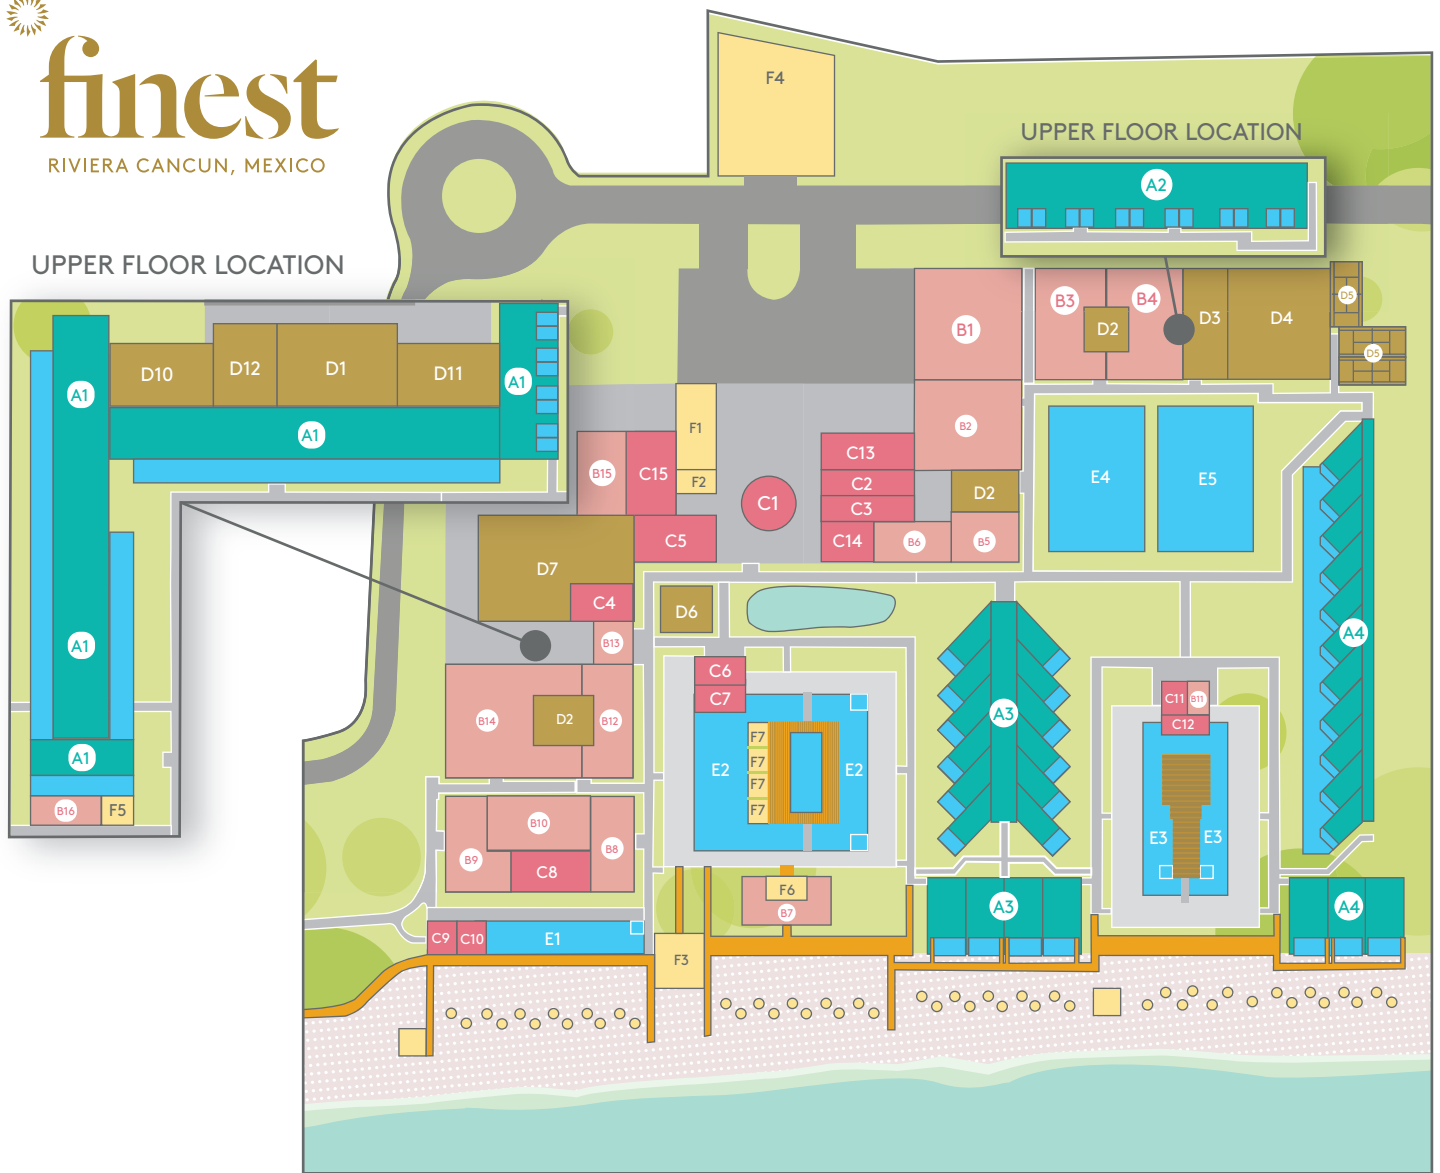 finest
RIVIERA CANCUN, MEXICO
F4
UPPER FLOOR LOCATION
A2
UPPER FLOOR LOCATION
A1
D10
D12
D1
D11
A1
A1
A1
A1
B16
F5
B1
B3
D2
B4
D3
D4
D5
D5
F1
B2
B15
C15
F2
C1
C13
C2
C3
C14
B6
D2
B5
E4
E5
C5
D7
C4
D6
B13
B14
D2
B12
C6
C7
E2
F7
F7
F7
F7
E2
A3
C11
B11
C12
E3
E3
A4
B10
B9
C8
B8
F6
B7
A3
A4
C9
C10
E1
F3